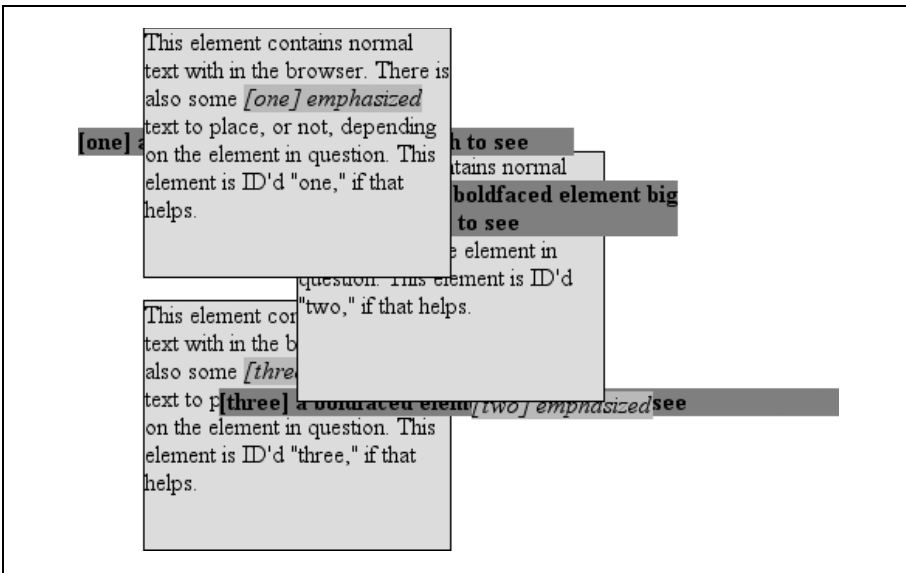 This element contains normal
text with in the browser. There is
also some [one] emphasized
text to place, or not, depending
[one] h to see
on the element in question. This
tains normal
element is ID'd "one," if that
boldfaced element big
helps.
to see
element in
question. This element is ID'd
"two," if that helps.
This element
text with in the
also some
text to
[three] a boldfaced [two] emphasized see
on the element in question. This
element is ID'd "three," if that
helps.